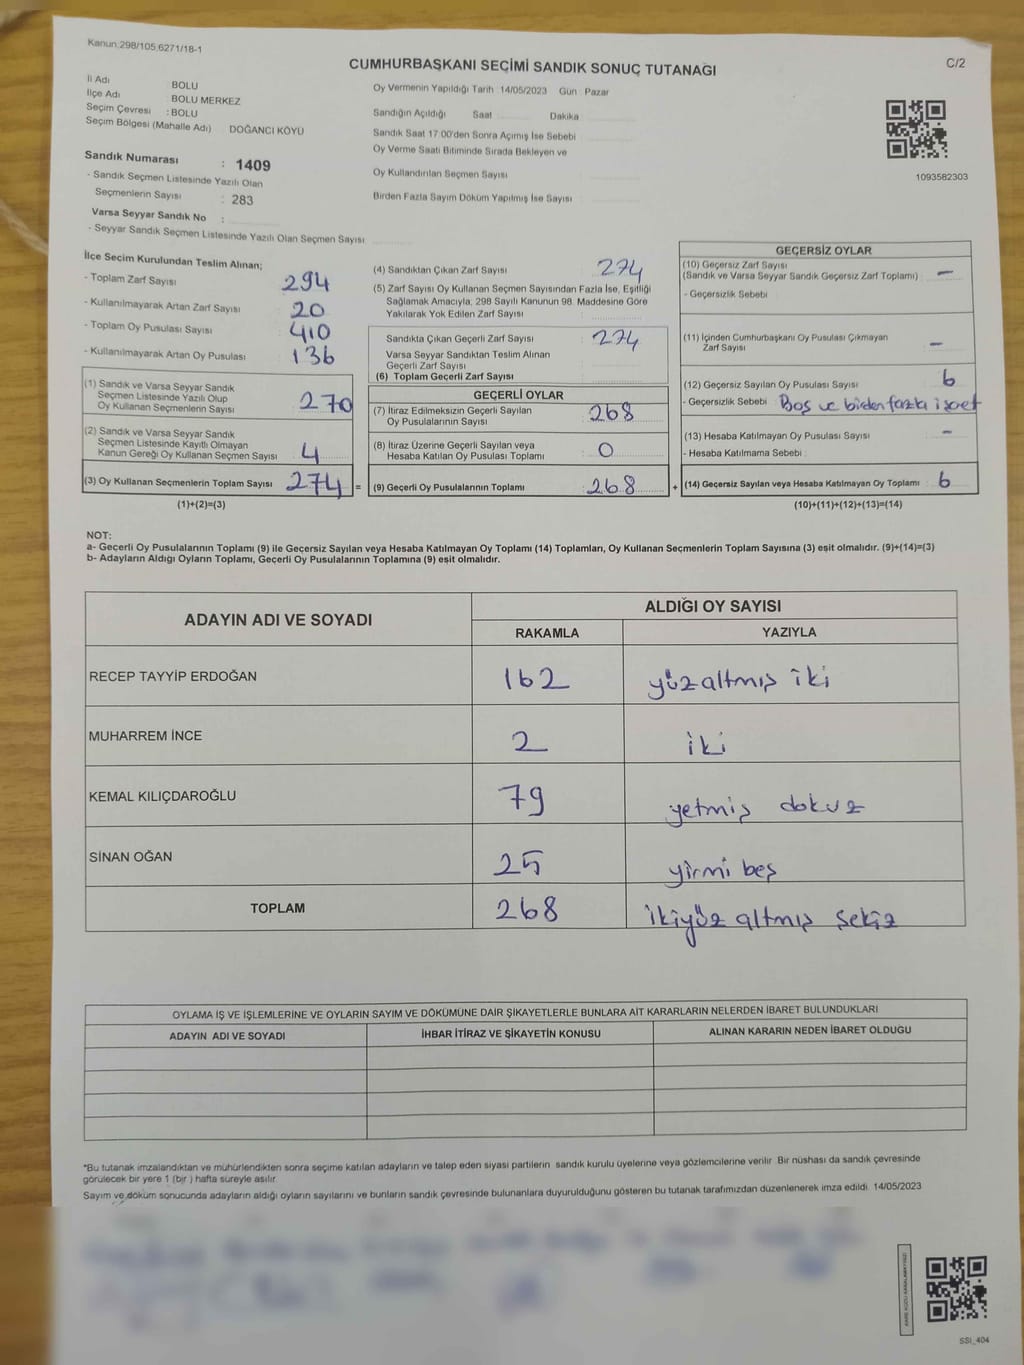 Kanun.298/105,6271/18-1
CUMHURBAŞKANI SEÇİMİ SANDIK SONUÇ TUTANAĞI
C/2
İl Adı BOLU
İlçe Adı BOLU MERKEZ
Seçim Çevresi : BOLU
Seçim Bölgesi (Mahalle Adı) DOĞANCI KÖYÜ
Sandık Numarası : 1409
- Sandık Seçmen Listesinde Yazılı Olan
Seçmenlerin Sayısı : 283
Varsa Seyyar Sandık No :
- Seyyar Sandık Seçmen Listesinde Yazılı Olan Seçmen Sayısı
Oy Vermenin Yapıldığı Tarih 14/05/2023 Gün : Pazar
Sandığın Açıldığı Saat Dakika
Sandık Saat 17.00'den Sonra Açımış İse Sebebi
Oy Verme Saati Bitiminde Sırada Bekleyen ve
Oy Kullandırılan Seçmen Sayısı
Birden Fazla Sayım Döküm Yapılmış İse Sayısı :
1093582303
İlçe Seçim Kurulundan Teslim Alınan;
- Toplam Zarf Sayısı 294
- Kullanılmayarak Artan Zarf Sayısı 20
- Toplam Oy Pusulası Sayısı 410
- Kullanılmayarak Artan Oy Pusulası 136
(1) Sandık ve Varsa Seyyar Sandık
Seçmen Listesinde Yazılı Olup
Oy Kullanan Seçmenlerin Sayısı 270
(2) Sandık ve Varsa Seyyar Sandık
Seçmen Listesinde Kayıtlı Olmayan
Kanun Gereği Oy Kullanan Seçmen Sayısı 4
(3) Oy Kullanan Seçmenlerin Toplam Sayısı 274 =
(1)+(2)=(3)
(4) Sandıktan Çıkan Zarf Sayısı 274
(5) Zarf Sayısı Oy Kullanan Seçmen Sayısından Fazla İse, Eşitliği
Sağlamak Amacıyla; 298 Sayılı Kanunun 98. Maddesine Göre
Yakılarak Yok Edilen Zarf Sayısı
Sandıkta Çıkan Geçerli Zarf Sayısı : 274
Varsa Seyyar Sandıktan Teslim Alınan
Geçerli Zarf Sayısı
(6) Toplam Geçerli Zarf Sayısı
GEÇERLİ OYLAR
(7) İtiraz Edilmeksizin Geçerli Sayılan
Oy Pusulalarının Sayısı 268
(8) İtiraz Üzerine Geçerli Sayılan veya
Hesaba Katılan Oy Pusulası Toplamı 0
(9) Geçerli Oy Pusulalarının Toplamı 268 +
GEÇERSİZ OYLAR
(10) Geçersiz Zarf Sayısı
(Sandık ve Varsa Seyyar Sandık Geçersiz Zarf Toplamı) -
- Geçersizlik Sebebi
(11) İçinden Cumhurbaşkanı Oy Pusulası Çıkmayan
Zarf Sayısı -
(12) Geçersiz Sayılan Oy Pusulası Sayısı 6
- Geçersizlik Sebebi Boş ve birden fazla işaret
(13) Hesaba Katılmayan Oy Pusulası Sayısı -
- Hesaba Katılmama Sebebi
(14) Geçersiz Sayılan veya Hesaba Katılmayan Oy Toplamı 6
(10)+(11)+(12)+(13)=(14)
NOT:
a- Geçerli Oy Pusulalarının Toplamı (9) ile Geçersiz Sayılan veya Hesaba Katılmayan Oy Toplamı (14) Toplamları, Oy Kullanan Seçmenlerin Toplam Sayısına (3) eşit olmalıdır. (9)+(14)=(3)
b- Adayların Aldığı Oyların Toplamı, Geçerli Oy Pusulalarının Toplamına (9) eşit olmalıdır.
ADAYIN ADI VE SOYADI
ALDIĞI OY SAYISI
RAKAMLA YAZIYLA
RECEP TAYYİP ERDOĞAN 162 yüzaltmış iki
MUHARREM İNCE 2 iki
KEMAL KILIÇDAROĞLU 79 yetmiş dokuz
SİNAN OĞAN 25 yirmi beş
TOPLAM 268 ikiyüz altmış sekiz
OYLAMA İŞ VE İŞLEMLERİNE VE OYLARIN SAYIM VE DÖKÜMÜNE DAİR ŞİKAYETLERLE BUNLARA AİT KARARLARIN NELERDEN İBARET BULUNDUKLARI
ADAYIN ADI VE SOYADI İHBAR İTİRAZ VE ŞİKAYETİN KONUSU ALINAN KARARIN NEDEN İBARET OLDUĞU
*Bu tutanak imzalandıktan ve mühürlendikten sonra seçime katılan adayların ve talep eden siyasi partilerin sandık kurulu üyelerine veya gözlemcilerine verilir. Bir nüshası da sandık çevresinde
görülecek bir yere 1 (bir ) hafta süreyle asılır.
Sayım ve döküm sonucunda adayların aldığı oyların sayılarını ve bunların sandık çevresinde bulunanlara duyurulduğunu gösteren bu tutanak tarafımızdan düzenlenerek imza edildi. 14/05/2023
SSI_404